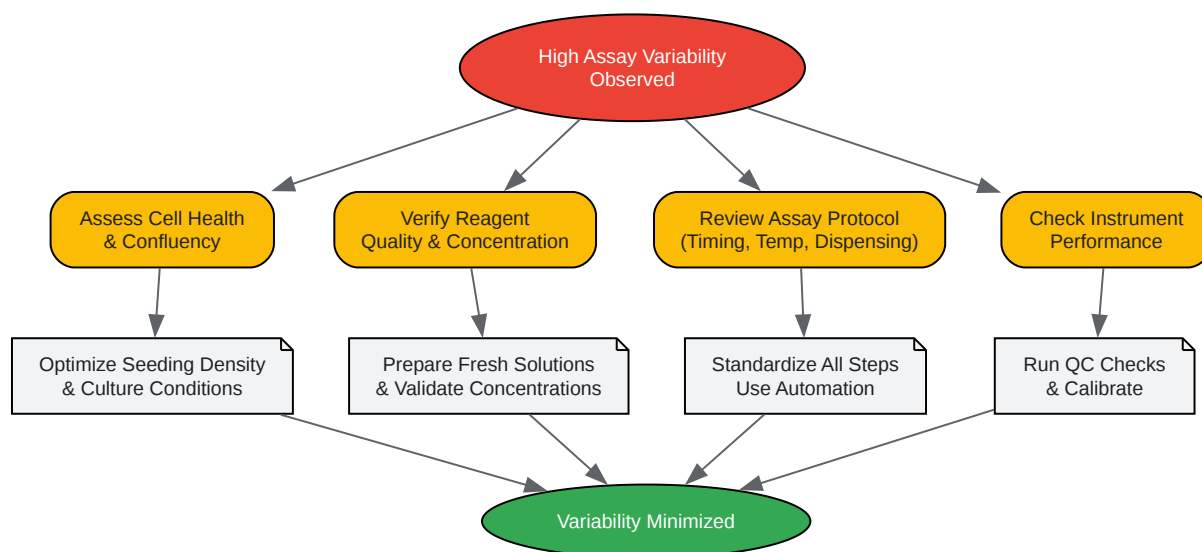 High Assay Variability
Observed
Assess Cell Health
& Confluency
Verify Reagent
Quality & Concentration
Review Assay Protocol
(Timing, Temp, Dispensing)
Check Instrument
Performance
Optimize Seeding Density
& Culture Conditions
Prepare Fresh Solutions
& Validate Concentrations
Standardize All Steps
Use Automation
Run QC Checks
& Calibrate
Variability Minimized